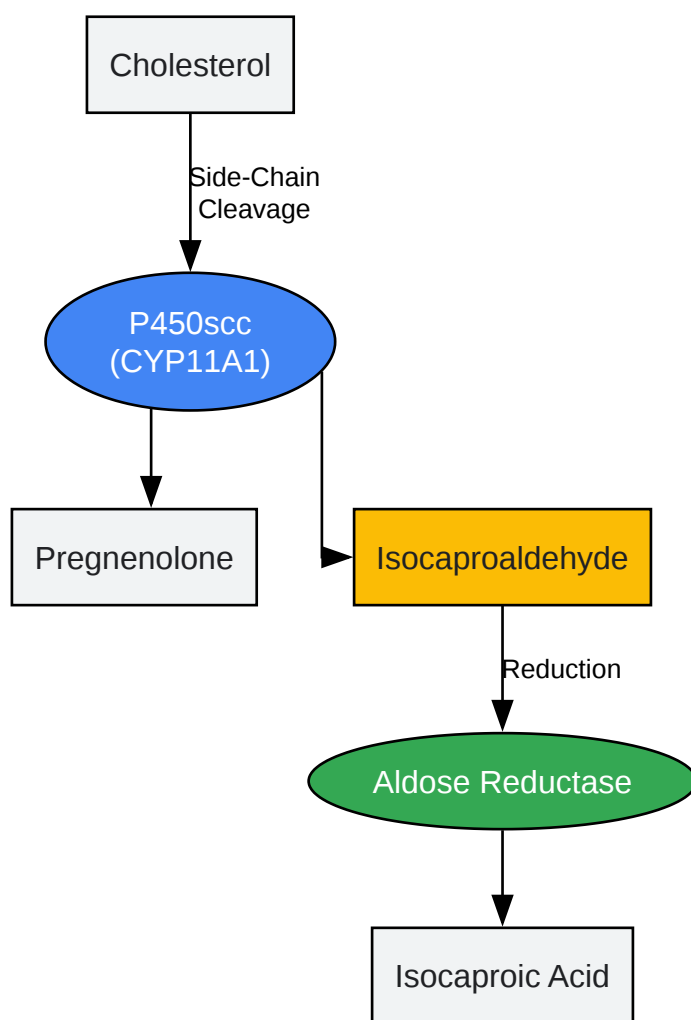 Cholesterol
Side-Chain
Cleavage
P450scc
(CYP11A1)
Pregnenolone
Isocaproaldehyde
Reduction
Aldose Reductase
Isocaproic Acid